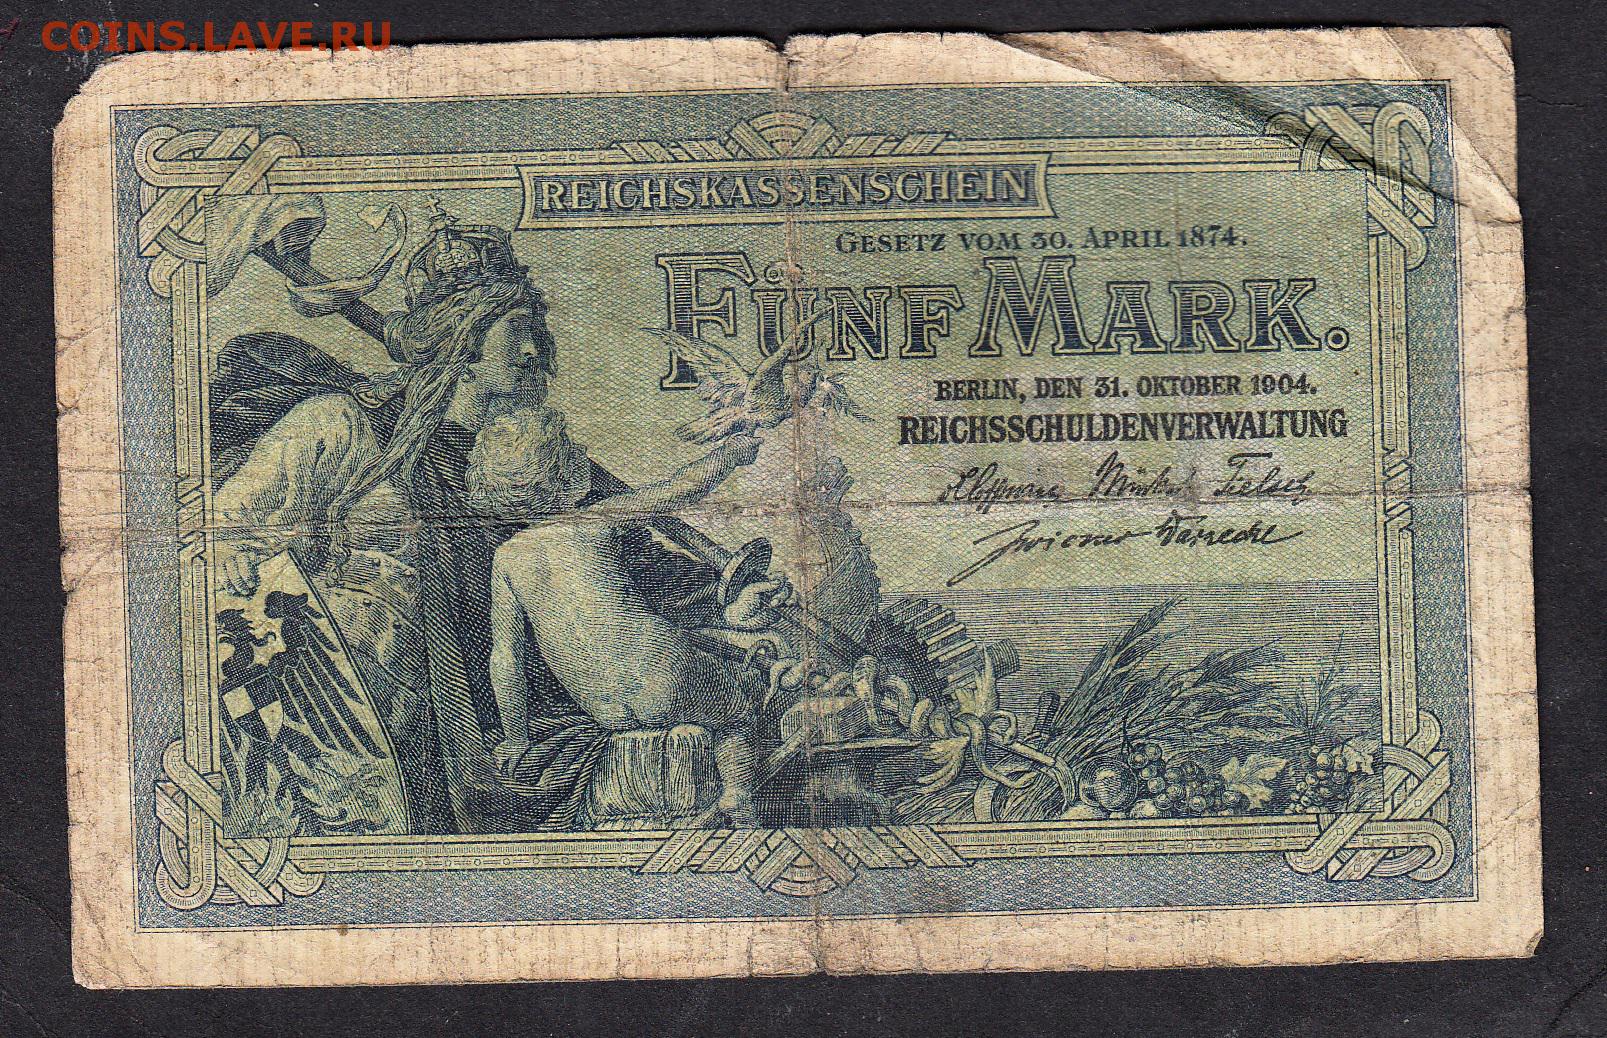 COINS.LAVE.RU
REICHSKASSENSCHEIN
GESETZ VOM 30. APRIL 1874.
FÜNF MARK.
BERLIN, DEN 31. OKTOBER 1904.
REICHSSCHULDENVERWALTUNG